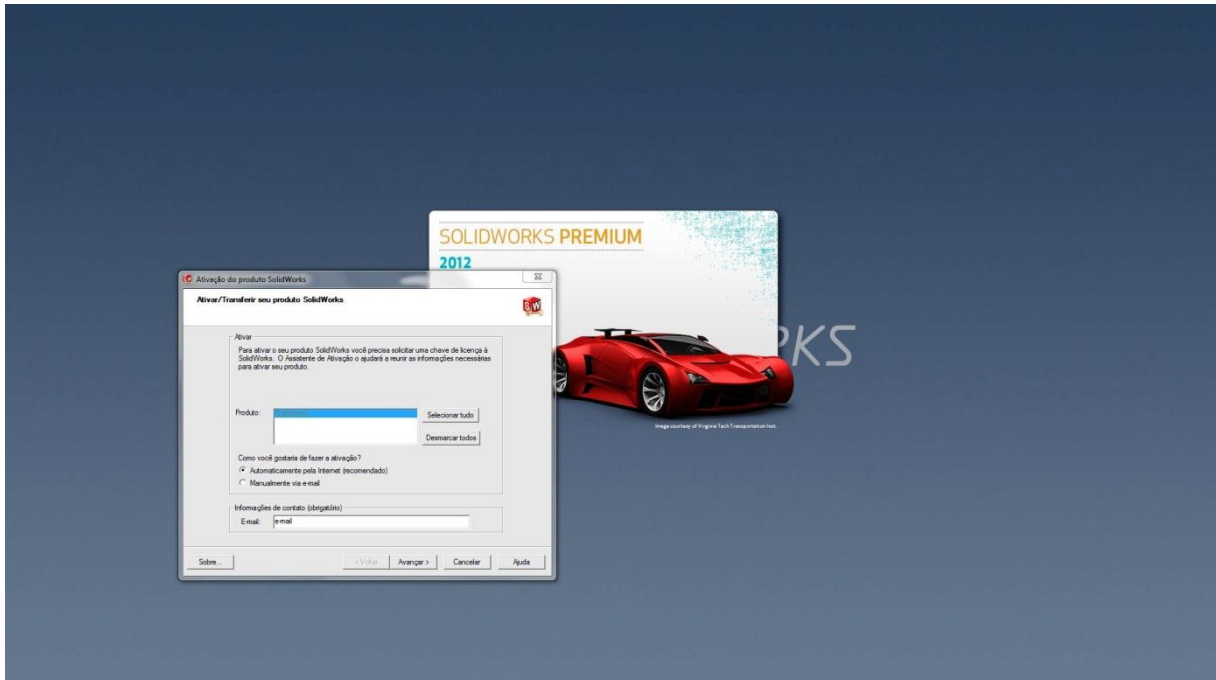 SOLIDWORKS PREMIUM
2012
RKS
Image courtesy of Virginia Tech Transportation Inst.
Ativação do produto SolidWorks
Ativar/Transferir seu produto SolidWorks
SW
Ativar
Para ativar o seu produto SolidWorks você precisa solicitar uma chave de licença à
SolidWorks. O Assistente de Ativação o ajudará a reunir as informações necessárias
para ativar seu produto.
Produto:
Selecionar tudo
Desmarcar todos
Como você gostaria de fazer a ativação?
Automaticamente pela Internet (recomendado)
Manualmente via e-mail
Informações de contato (obrigatório)
E-mail: e-mail
Sobre... < Voltar Avançar > Cancelar Ajuda